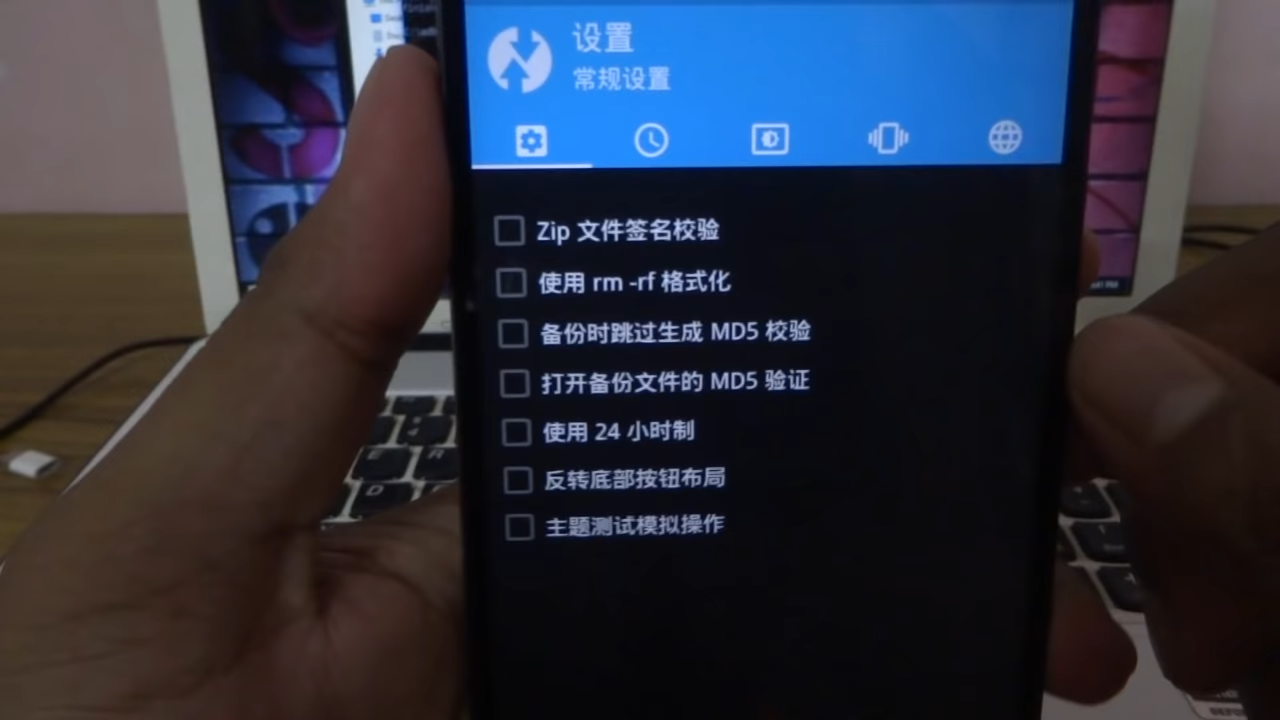 设置
常规设置
Zip 文件签名校验
使用 rm -rf 格式化
备份时跳过生成 MD5 校验
打开备份文件的 MD5 验证
使用 24 小时制
反转底部按钮布局
主题测试模拟操作
E
R
D